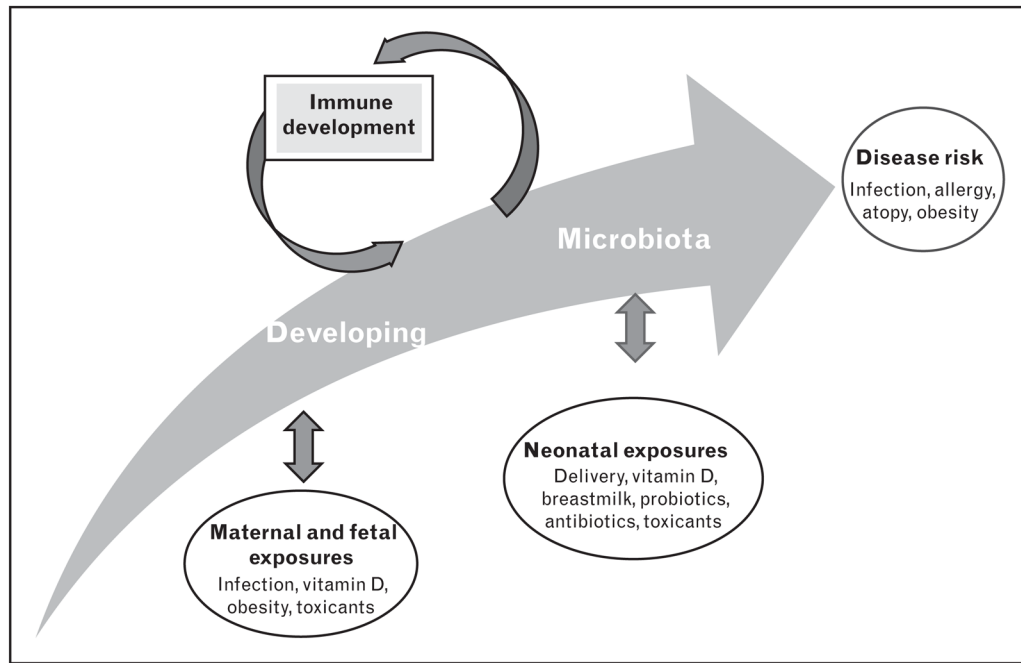 Immune
development
Disease risk
Infection, allergy,
atopy, obesity
Microbiota
Developing
Neonatal exposures
Delivery, vitamin D,
breastmilk, probiotics,
antibiotics, toxicants
Maternal and fetal
exposures
Infection, vitamin D,
obesity, toxicants